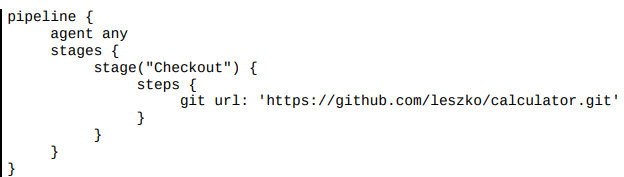 pipeline {
     agent any
     stages {
          stage("Checkout") {
               steps {
                    git url: 'https://github.com/leszko/calculator.git'
               }
          }
     }
}